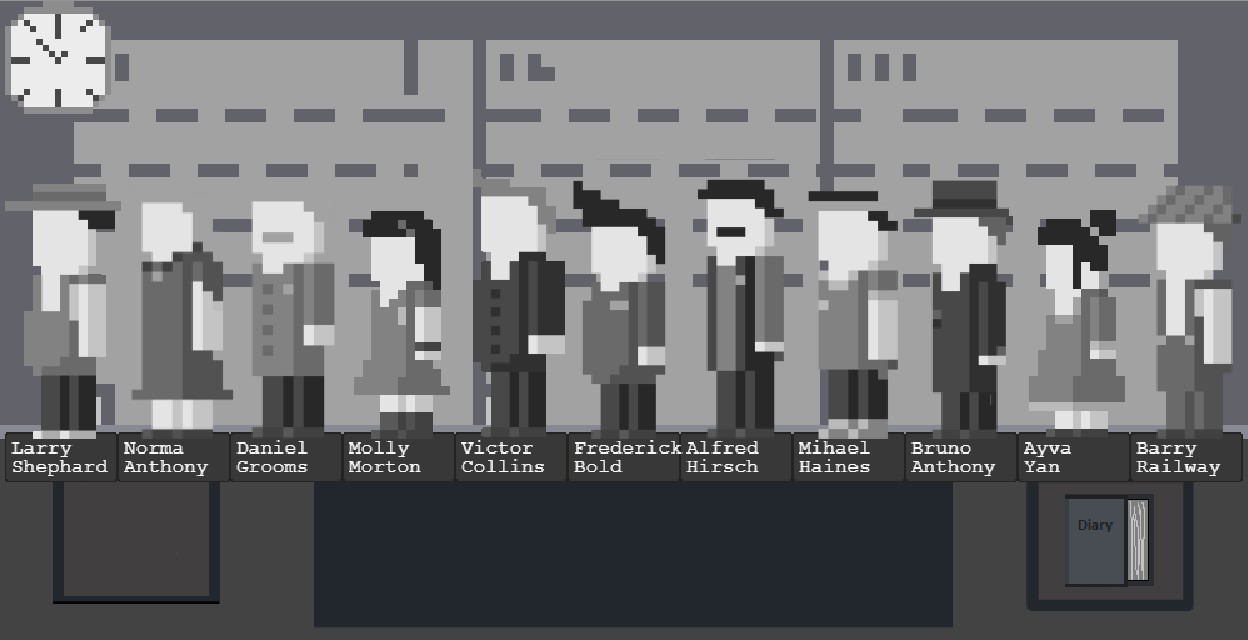 Larry
Shephard
Norma
Anthony
Daniel
Grooms
Molly
Morton
Victor
Collins
Frederick
Bold
Alfred
Hirsch
Mihael
Haines
Bruno
Anthony
Ayva
Yan
Barry
Railway
Diary